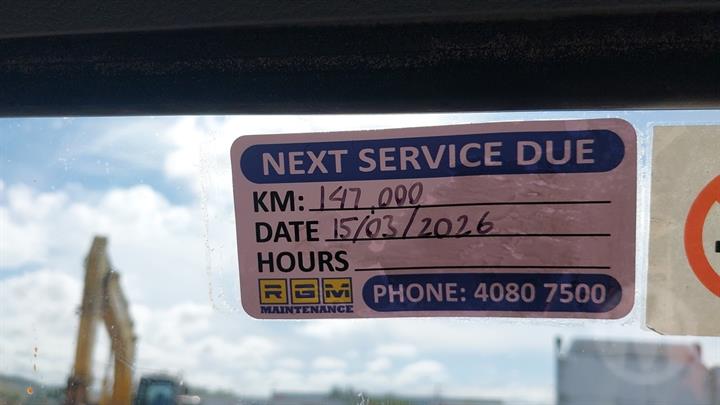 NEXT SERVICE DUE
KM: 147,000
DATE 15/03/2026
HOURS
RGM
MAINTENANCE
PHONE: 4080 7500